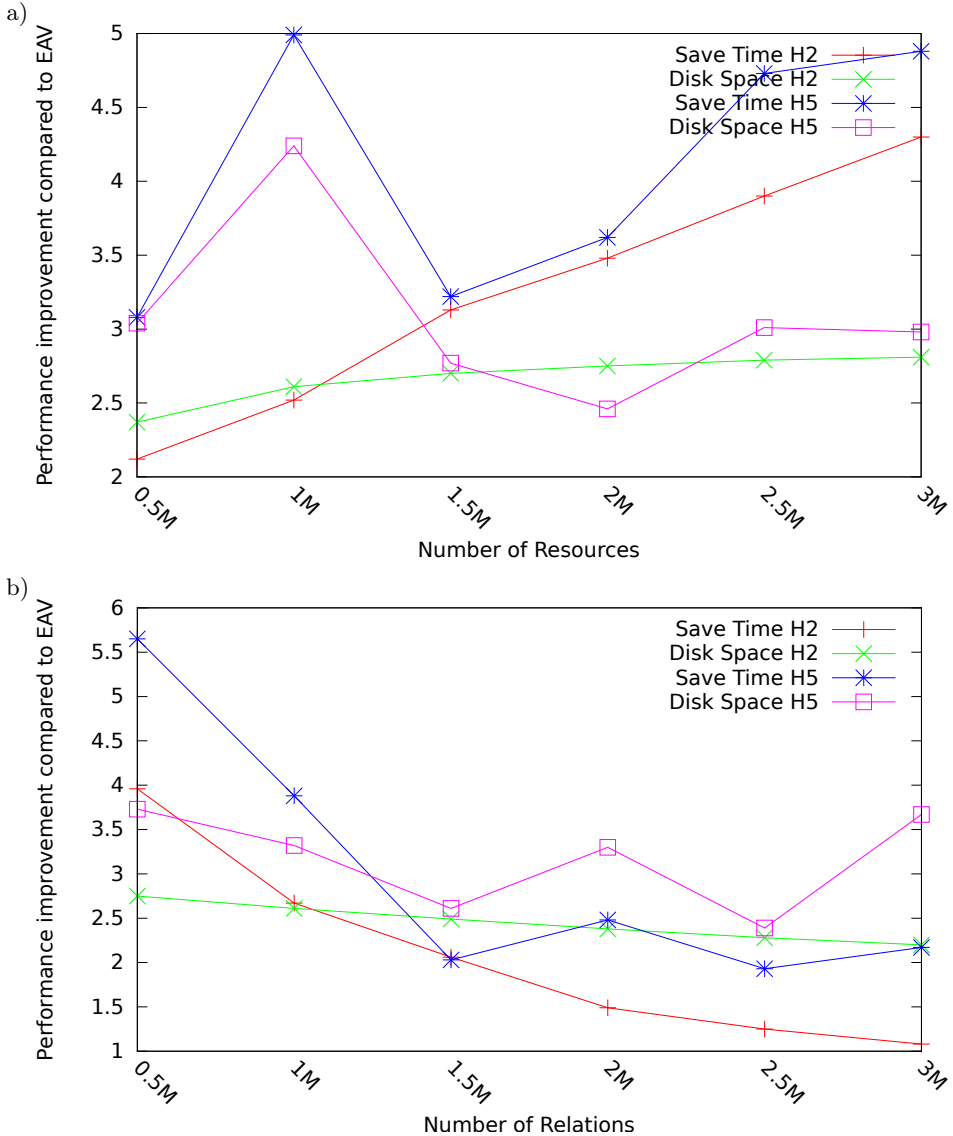 a)
Performance improvement compared to EAV
5
4.5
4
3.5
3
2.5
2
Save Time H2
Disk Space H2
Save Time H5
Disk Space H5
0.5M
1M
1.5M
2M
2.5M
3M
Number of Resources
b)
Performance improvement compared to EAV
6
5.5
5
4.5
4
3.5
3
2.5
2
1.5
1
Save Time H2
Disk Space H2
Save Time H5
Disk Space H5
0.5M
1M
1.5M
2M
2.5M
3M
Number of Relations